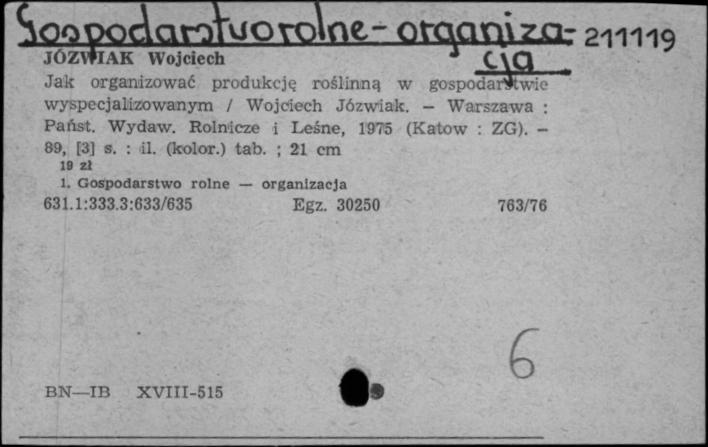 Gospodarstwo rolne - organiza- 211119
cja
JÓZWIAK Wojciech
Jak organizować produkcję roślinną w gospodarstwie
wyspecjalizowanym / Wojciech Józwiak. — Warszawa :
Państ. Wydaw. Rolnicze i Leśne, 1975 (Katow : ZG). —
89, [3] s. : il. (kolor.) tab. ; 21 cm
19 zł
1. Gospodarstwo rolne — organizacja
631.1:333.3:633/635 Egz. 30250 763/76
6
BN—IB XVIII-515